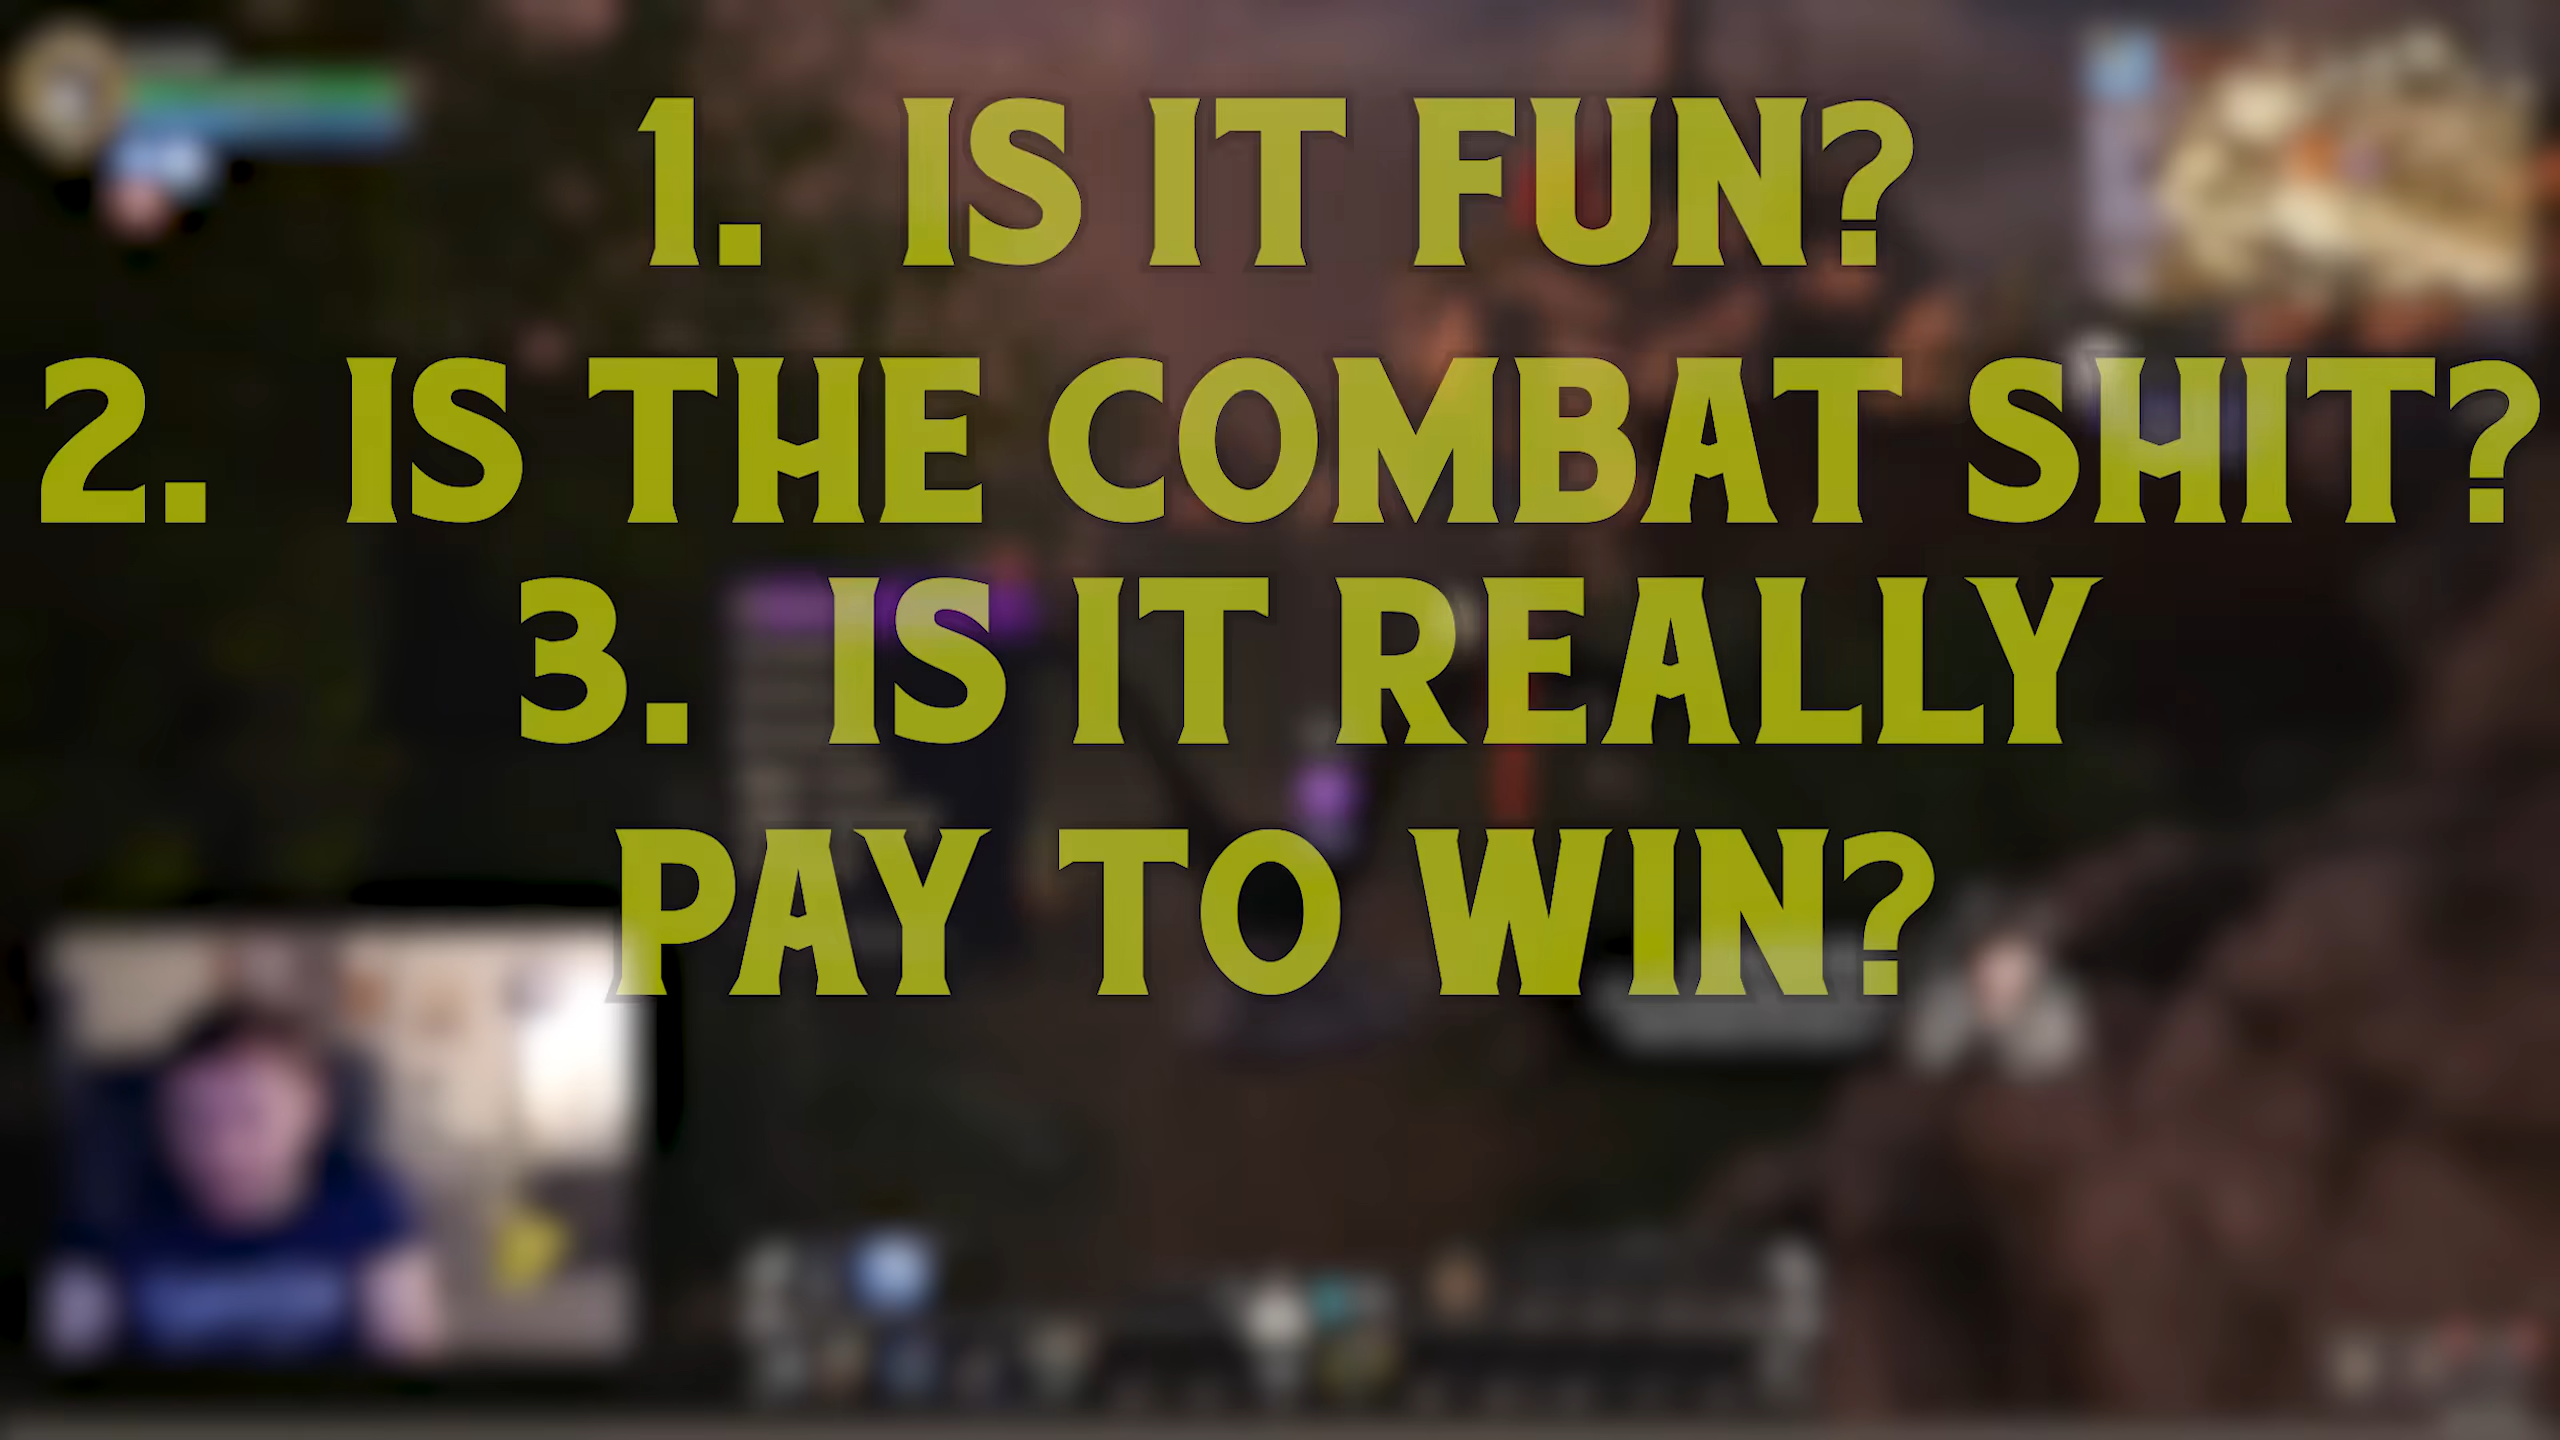 1. IS IT FUN?
2. IS THE COMBAT SHIT?
3. IS IT REALLY
PAY TO WIN?